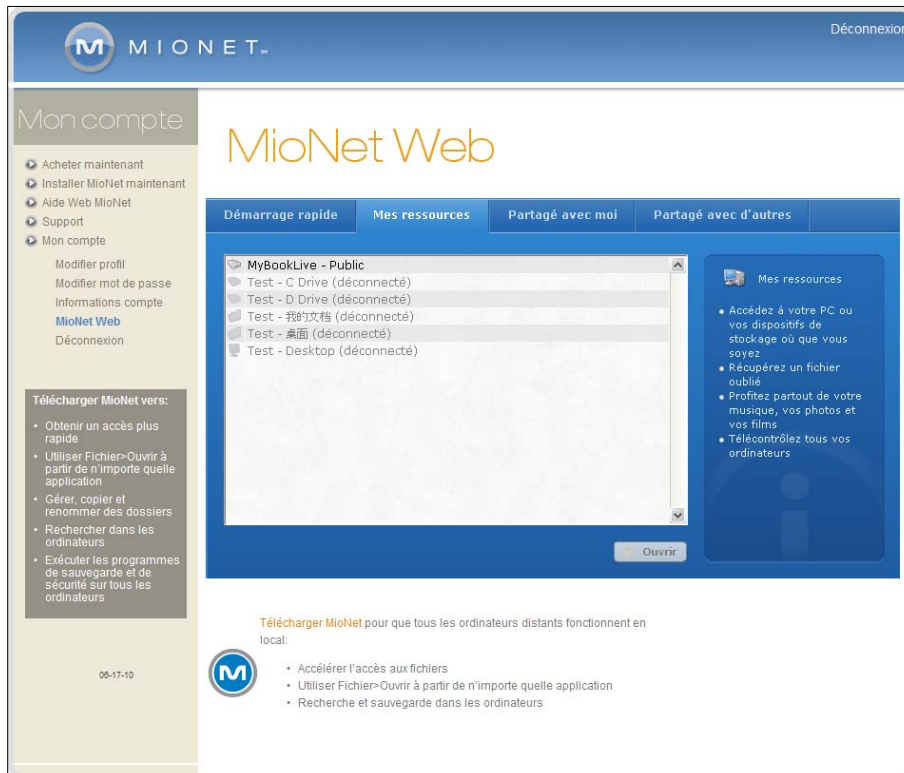 MIONET
Déconnexion
Mon compte
Acheter maintenant
Installer MioNet maintenant
Aide Web MioNet
Support
Mon compte
Modifier profil
Modifier mot de passe
Informations compte
MioNet Web
Déconnexion
Télécharger MioNet vers:
• Obtenir un accès plus
rapide
• Utiliser Fichier>Ouvrir à
partir de n'importe quelle
application
• Gérer, copier et
renommer des dossiers
• Rechercher dans les
ordinateurs
• Exécuter les programmes
de sauvegarde et de
sécurité sur tous les
ordinateurs
06-17-10
MioNet Web
Démarrage rapide
Mes ressources
Partagé avec moi
Partagé avec d'autres
MyBookLive - Public
Test - C Drive (déconnecté)
Test - D Drive (déconnecté)
Test - 我的文档 (déconnecté)
Test - 桌面 (déconnecté)
Test - Desktop (déconnecté)
Ouvrir
Mes ressources
• Accédez à votre PC ou
vos dispositifs de
stockage où que vous
soyez
• Récupérez un fichier
oublié
• Profitez partout de votre
musique, vos photos et
vos films
• Télécontrôlez tous vos
ordinateurs
Télécharger MioNet pour que tous les ordinateurs distants fonctionnent en
local:
• Accélérer l'accès aux fichiers
• Utiliser Fichier>Ouvrir à partir de n'importe quelle application
• Recherche et sauvegarde dans les ordinateurs